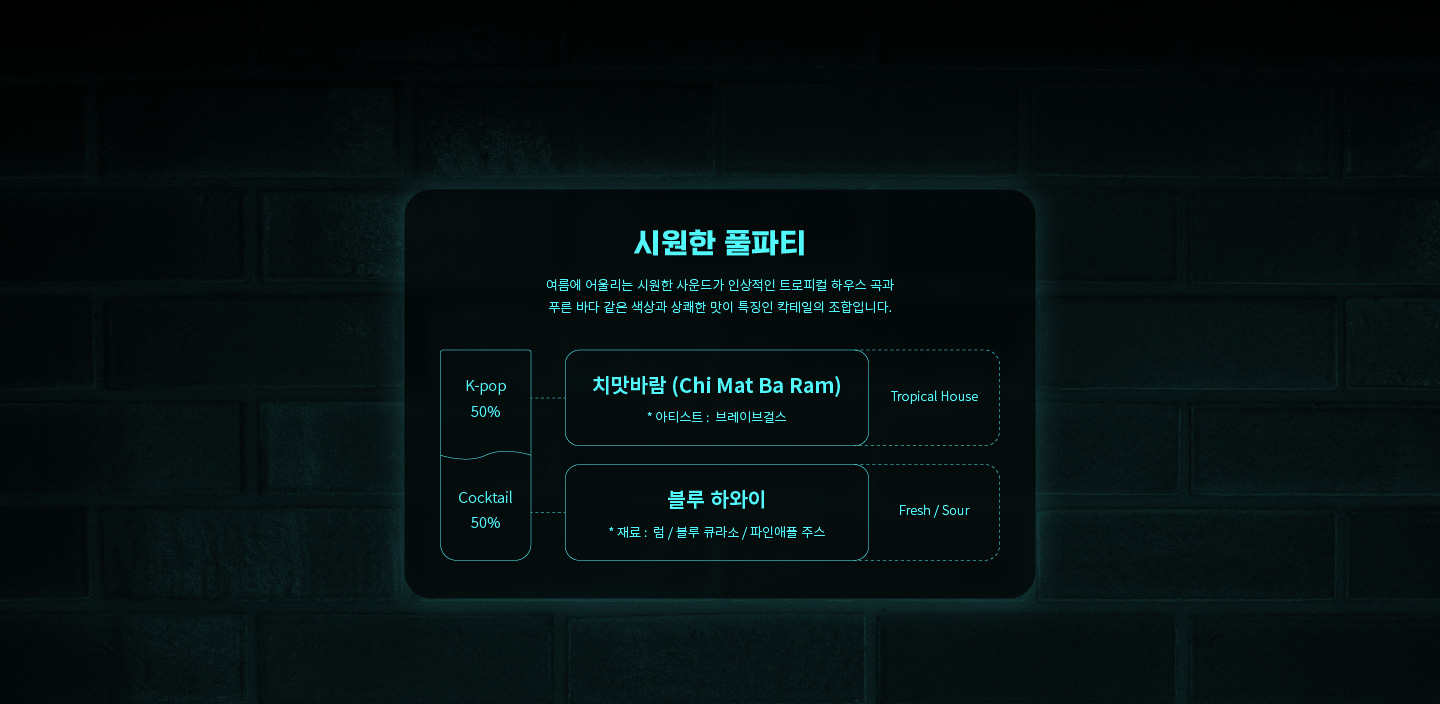 시원한 풀파티
여름에 어울리는 시원한 사운드가 인상적인 트로피컬 하우스 곡과
푸른 바다 같은 색상과 상쾌한 맛이 특징인 칵테일의 조합입니다.
K-pop
50%
치맛바람 (Chi Mat Ba Ram)
* 아티스트 : 브레이브걸스
Tropical House
Cocktail
50%
블루 하와이
* 재료 : 럼 / 블루 큐라소 / 파인애플 주스
Fresh / Sour